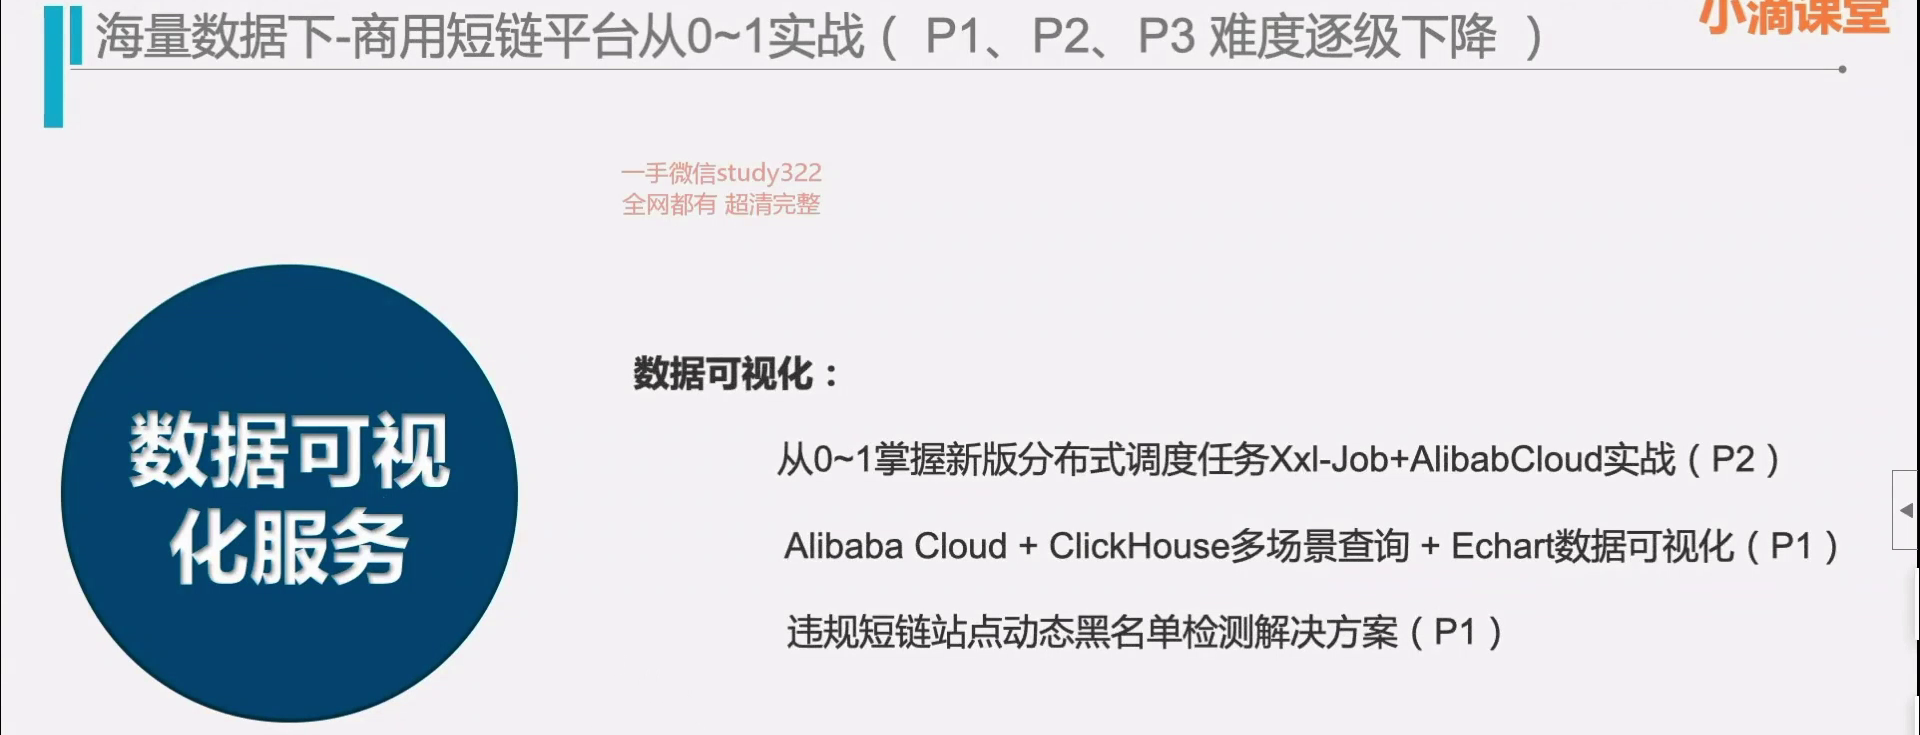 海量数据下-商用短链平台从0~1实战（ P1、P2、P3 难度逐级下降 ）
小滴课堂
一手微信study322
全网都有 超清完整
数据可视化：
数据可视
化服务
从0~1掌握新版分布式调度任务Xxl-Job+AlibabCloud实战（P2）
Alibaba Cloud + ClickHouse多场景查询 + Echart数据可视化（P1）
违规短链站点动态黑名单检测解决方案（P1）